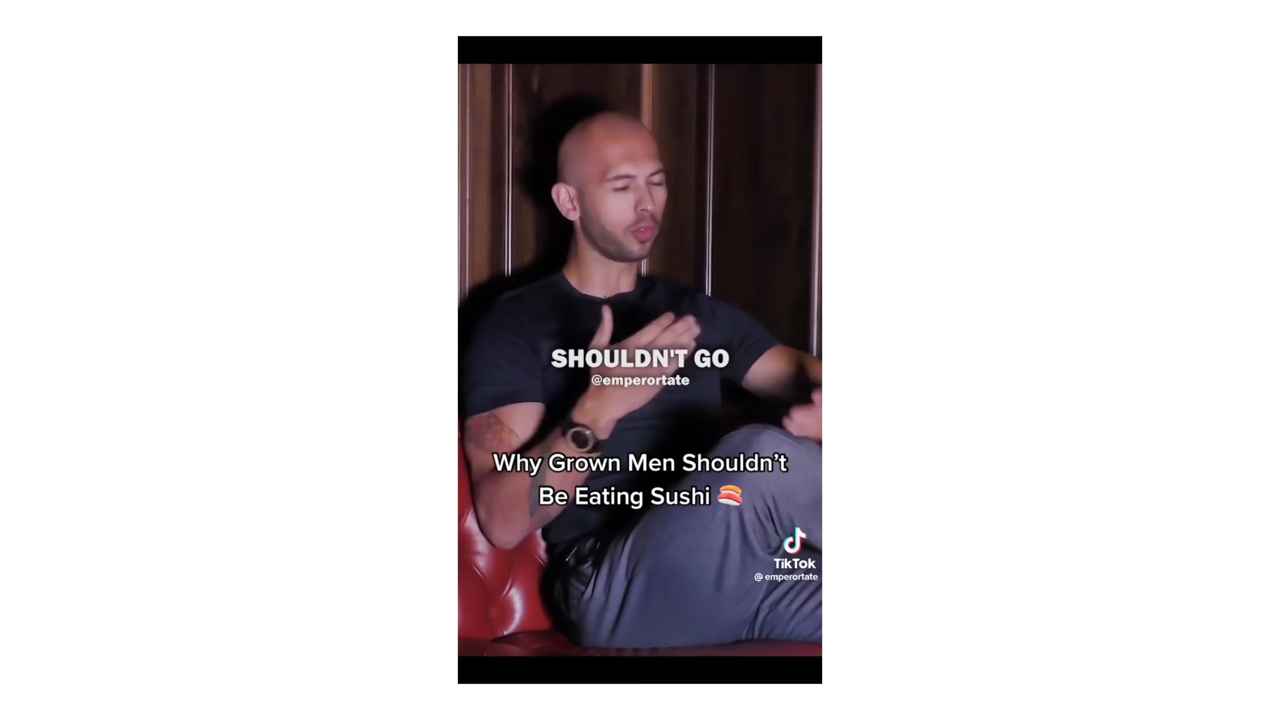 SHOULDN'T GO
@emperortate
Why Grown Men Shouldn't
Be Eating Sushi 🍣
TikTok
@emperortate